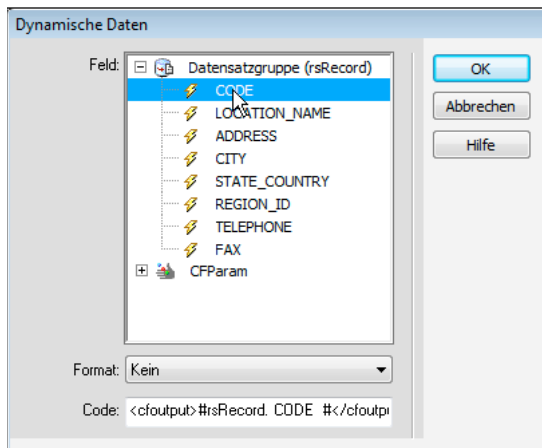 Dynamische Daten
Feld:
Datensatzgruppe (rsRecord)
CODE
LOCATION_NAME
ADDRESS
CITY
STATE_COUNTRY
REGION_ID
TELEPHONE
FAX
CFParam
OK
Abbrechen
Hilfe
Format: Kein
Code: <cfoutput>#rsRecord. CODE #</cfoutpu